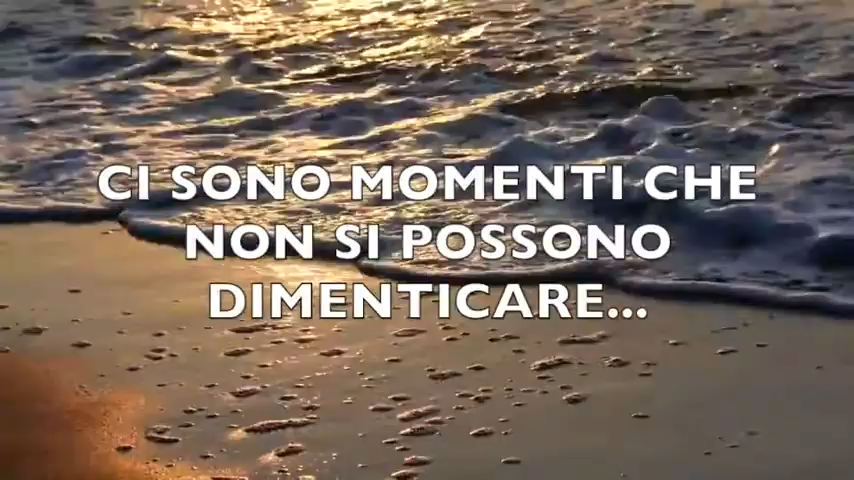 CI SONO MOMENTI CHE
NON SI POSSONO
DIMENTICARE...